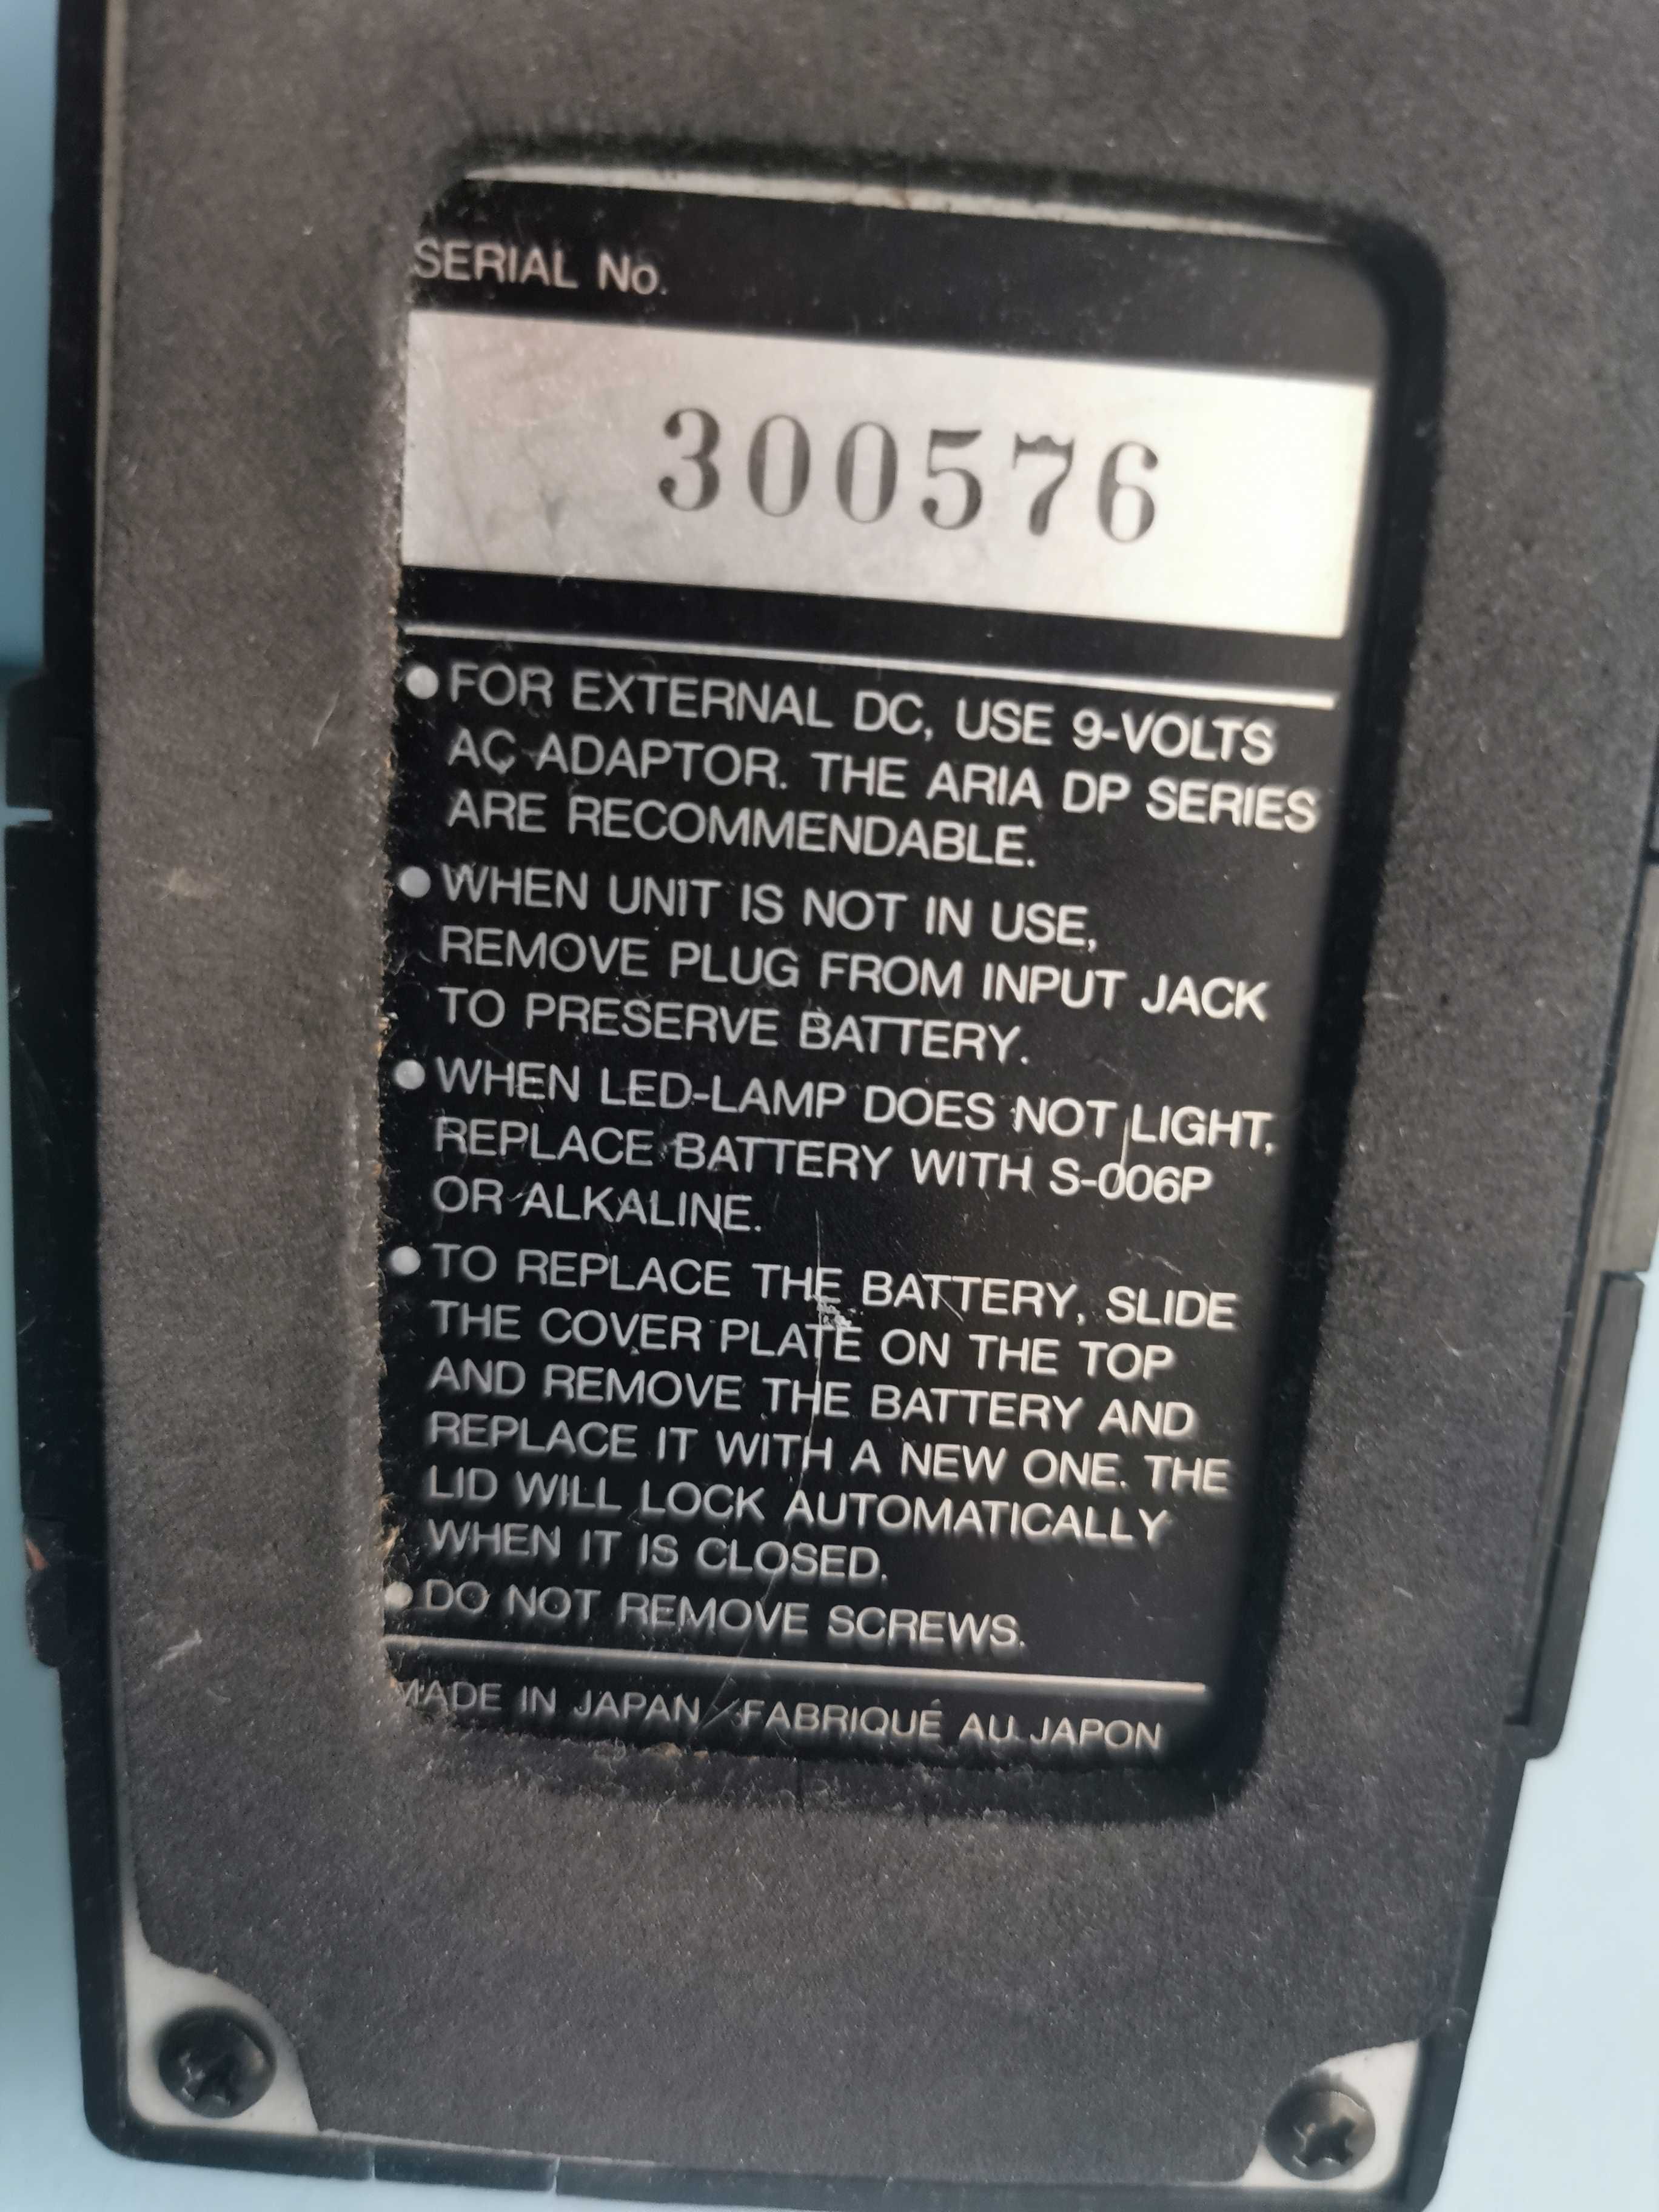 SERIAL No.
300576
● FOR EXTERNAL DC, USE 9-VOLTS
AC ADAPTOR. THE ARIA DP SERIES
ARE RECOMMENDABLE.
● WHEN UNIT IS NOT IN USE,
REMOVE PLUG FROM INPUT JACK
TO PRESERVE BATTERY.
● WHEN LED-LAMP DOES NOT LIGHT,
REPLACE BATTERY WITH S-006P
OR ALKALINE.
● TO REPLACE THE BATTERY, SLIDE
THE COVER PLATE ON THE TOP
AND REMOVE THE BATTERY AND
REPLACE IT WITH A NEW ONE. THE
LID WILL LOCK AUTOMATICALLY
WHEN IT IS CLOSED.
● DO NOT REMOVE SCREWS.
MADE IN JAPAN / FABRIQUÉ AU JAPON